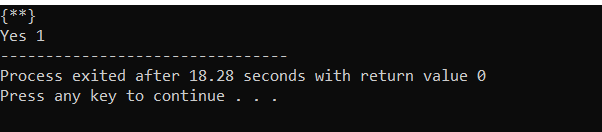 {**}
Yes 1
--------------------------------
Process exited after 18.28 seconds with return value 0
Press any key to continue . . .